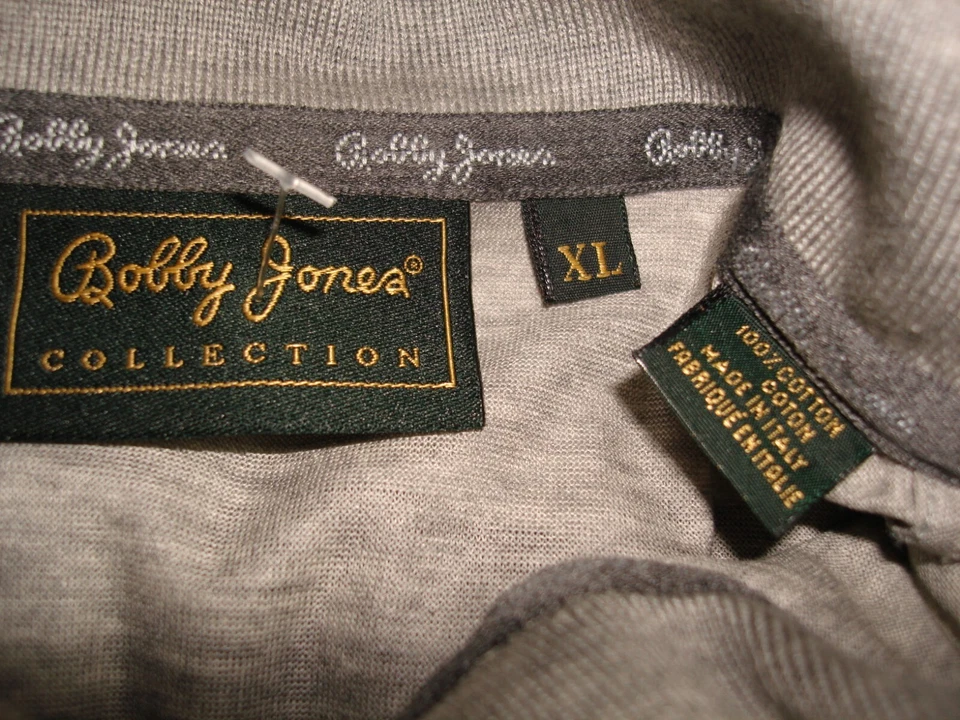 Bobby Jones Bobby Jones Bobby
Bobby Jones®
COLLECTION
XL
100% COTTON
COTON
MADE IN ITALY
FABRIQUE EN ITALIE